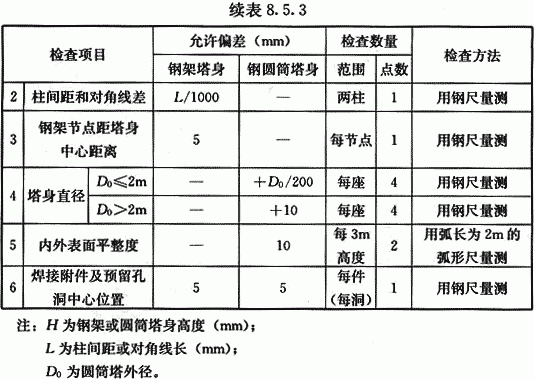 续表 8.5.3
检查项目 允许偏差（mm） 检查数量 检查方法
钢架塔身 钢圆筒塔身 范围 点数
2 柱间距和对角线差 L/1000 — 两柱 1 用钢尺量测
3 钢架节点距塔身中心距离 5 — 每节点 1 用钢尺量测
4 塔身直径 D₀≤2m — +D₀/200 每座 4 用钢尺量测
D₀>2m — +10 每座 4 用钢尺量测
5 内外表面平整度 — 10 每3m高度 2 用弧长为2m的弧形尺量测
6 焊接附件及预留孔洞中心位置 5 5 每件（每洞） 1 用钢尺量测
注：H 为钢架或圆筒塔身高度（mm）；
L 为柱间距或对角线长（mm）；
D₀ 为圆筒塔外径。